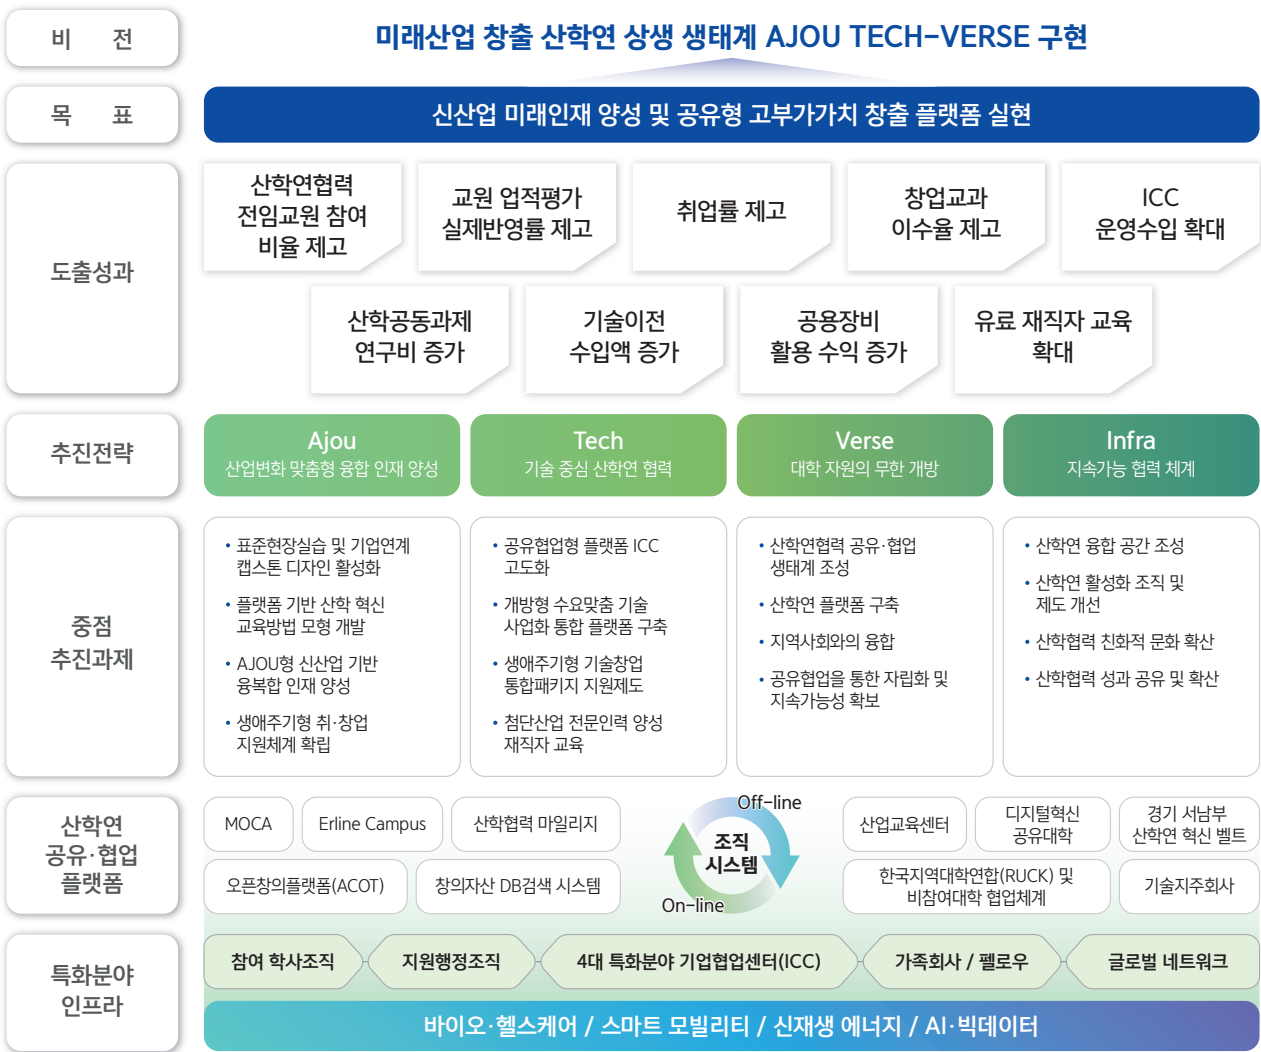 비 전
미래산업 창출 산학연 상생 생태계 AJOU TECH-VERSE 구현
목 표
신산업 미래인재 양성 및 공유형 고부가가치 창출 플랫폼 실현
도출성과
산학연협력
전임교원 참여
비율 제고
교원 업적평가
실제반영률 제고
취업률 제고
창업교과
이수율 제고
ICC
운영수입 확대
산학공동과제
연구비 증가
기술이전
수입액 증가
공용장비
활용 수익 증가
유료 재직자 교육
확대
추진전략
Ajou
산업변화 맞춤형 융합 인재 양성
Tech
기술 중심 산학연 협력
Verse
대학 자원의 무한 개방
Infra
지속가능 협력 체계
중점
추진과제
• 표준현장실습 및 기업연계
캡스톤 디자인 활성화
• 플랫폼 기반 산학 혁신
교육방법 모형 개발
• AJOU형 신산업 기반
융복합 인재 양성
• 생애주기형 취·창업
지원체계 확립
• 공유협업형 플랫폼 ICC
고도화
• 개방형 수요맞춤 기술
사업화 통합 플랫폼 구축
• 생애주기형 기술창업
통합패키지 지원제도
• 첨단산업 전문인력 양성
재직자 교육
• 산학연협력 공유·협업
생태계 조성
• 산학연 플랫폼 구축
• 지역사회와의 융합
• 공유협업을 통한 자립화 및
지속가능성 확보
• 산학연 융합 공간 조성
• 산학연 활성화 조직 및
제도 개선
• 산학협력 친화적 문화 확산
• 산학협력 성과 공유 및 확산
산학연
공유·협업
플랫폼
MOCA
Erline Campus
산학협력 마일리지
오픈창의플랫폼(ACOT)
창의자산 DB검색 시스템
Off-line
조직
시스템
On-line
산업교육센터
디지털혁신
공유대학
경기 서남부
산학연 혁신 벨트
한국지역대학연합(RUCK) 및
비참여대학 협업체계
기술지주회사
특화분야
인프라
참여 학사조직
지원행정조직
4대 특화분야 기업협업센터(ICC)
가족회사 / 펠로우
글로벌 네트워크
바이오·헬스케어 / 스마트 모빌리티 / 신재생 에너지 / AI·빅데이터